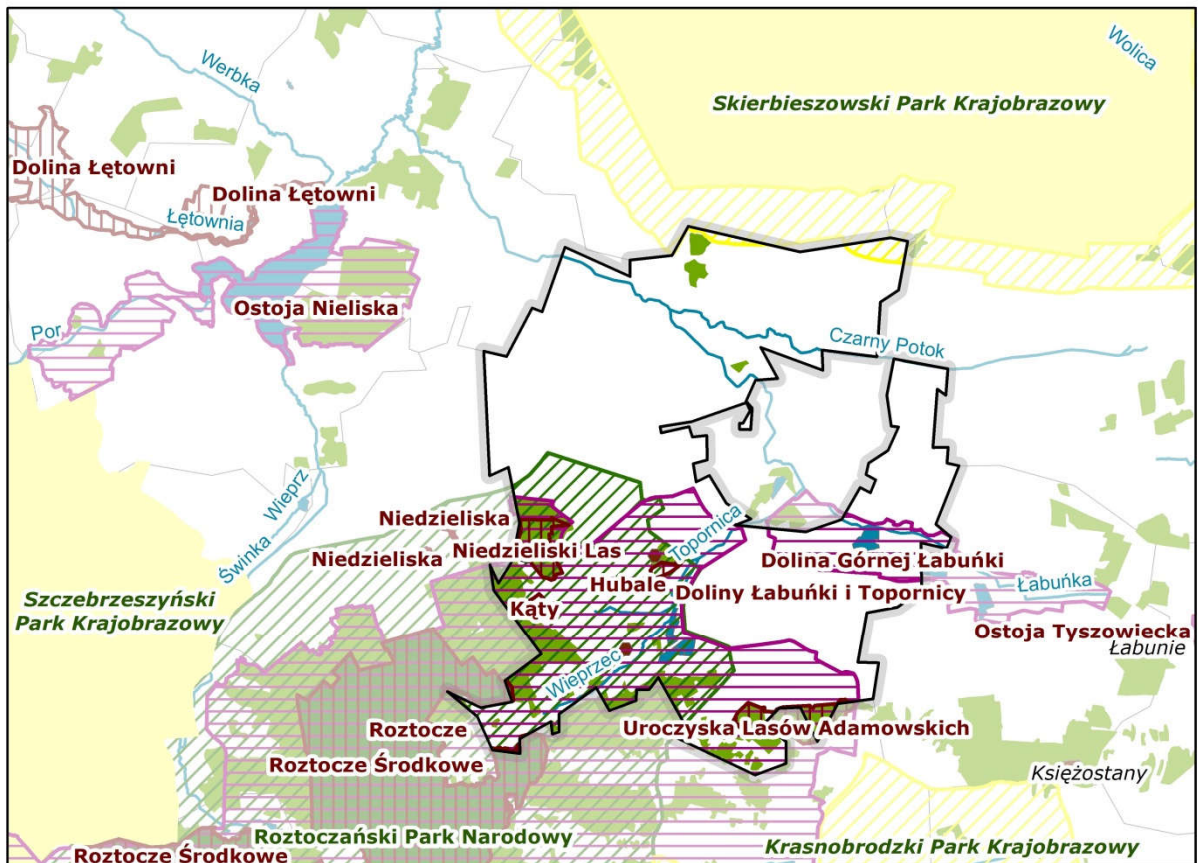 Wolica
Werbka
Skierbieszowski Park Krajobrazowy
Dolina Łętowni
Dolina Łętowni
Łętownia
Ostoja Nieliska
Por
Czarny Potok
Wieprz
Świnka
Niedzieliska
Topornica
Niedzieliska
Niedzieliski Las
Dolina Górnej Łabuńki
Hubale
Łabuńka
Szczebrzeszyński
Park Krajobrazowy
Kąty
Doliny Łabuńki i Topornicy
Ostoja Tyszowiecka
Łabunie
Wieprzec
Roztocze
Uroczyska Lasów Adamowskich
Roztocze Środkowe
Księżostany
Roztoczański Park Narodowy
Krasnobrodzki Park Krajobrazowy
Roztocze Środkowe